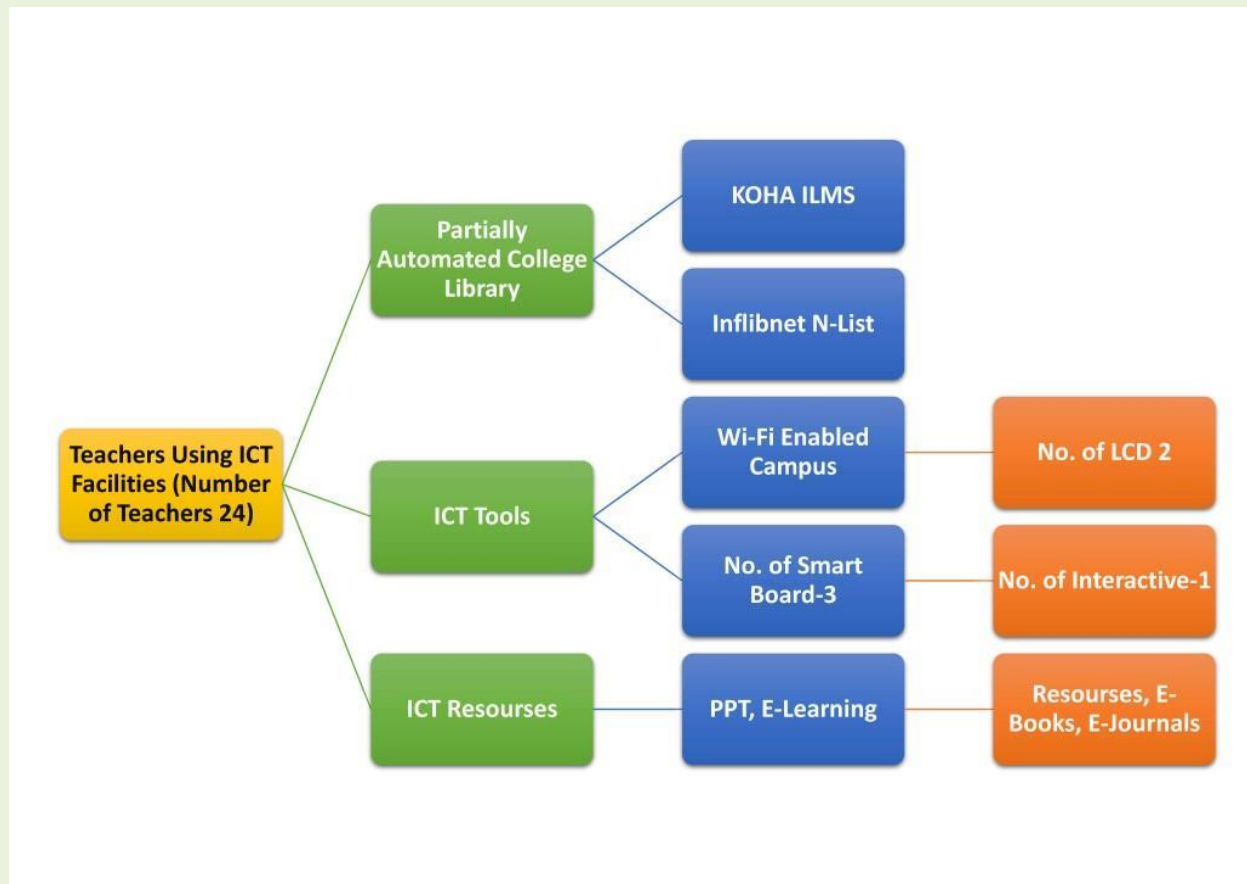 Teachers Using ICT
Facilities (Number
of Teachers 24)
Partially
Automated College
Library
KOHA ILMS
Inflibnet N-List
ICT Tools
Wi-Fi Enabled
Campus
No. of LCD 2
No. of Smart
Board-3
No. of Interactive-1
ICT Resourses
PPT, E-Learning
Resourses, E-
Books, E-Journals